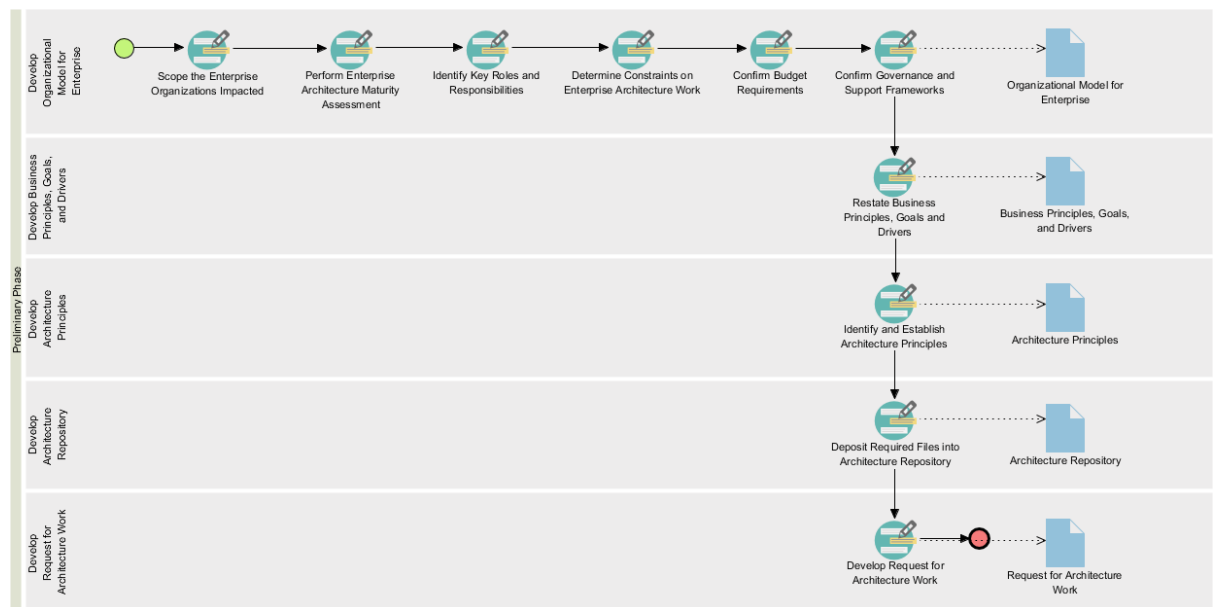 Preliminary Phase
Develop
Organizational
Model for
Enterprise
Scope the Enterprise
Organizations Impacted
Perform Enterprise
Architecture Maturity
Assessment
Identify Key Roles and
Responsibilities
Determine Constraints on
Enterprise Architecture Work
Confirm Budget
Requirements
Confirm Governance and
Support Frameworks
Organizational Model for
Enterprise
Develop Business
Principles, Goals,
and Drivers
Restate Business
Principles, Goals and
Drivers
Business Principles, Goals,
and Drivers
Develop
Architecture
Principles
Identify and Establish
Architecture Principles
Architecture Principles
Develop
Architecture
Repository
Deposit Required Files into
Architecture Repository
Architecture Repository
Develop
Request for
Architecture Work
Develop Request for
Architecture Work
Request for Architecture
Work